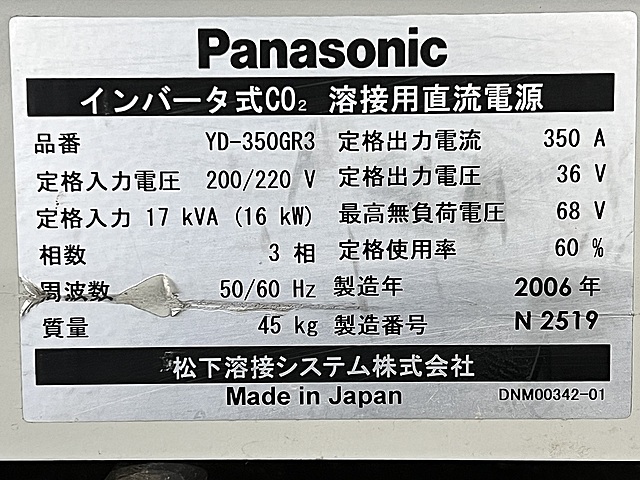 Panasonic
インバータ式CO₂ 溶接用直流電源
品番 YD-350GR3 定格出力電流 350 A
定格入力電圧 200/220 V 定格出力電圧 36 V
定格入力 17 kVA (16 kW) 最高無負荷電圧 68 V
相数 3 相 定格使用率 60 %
周波数 50/60 Hz 製造年 2006 年
質量 45 kg 製造番号 N 2519
松下溶接システム株式会社
Made in Japan DNM00342-01